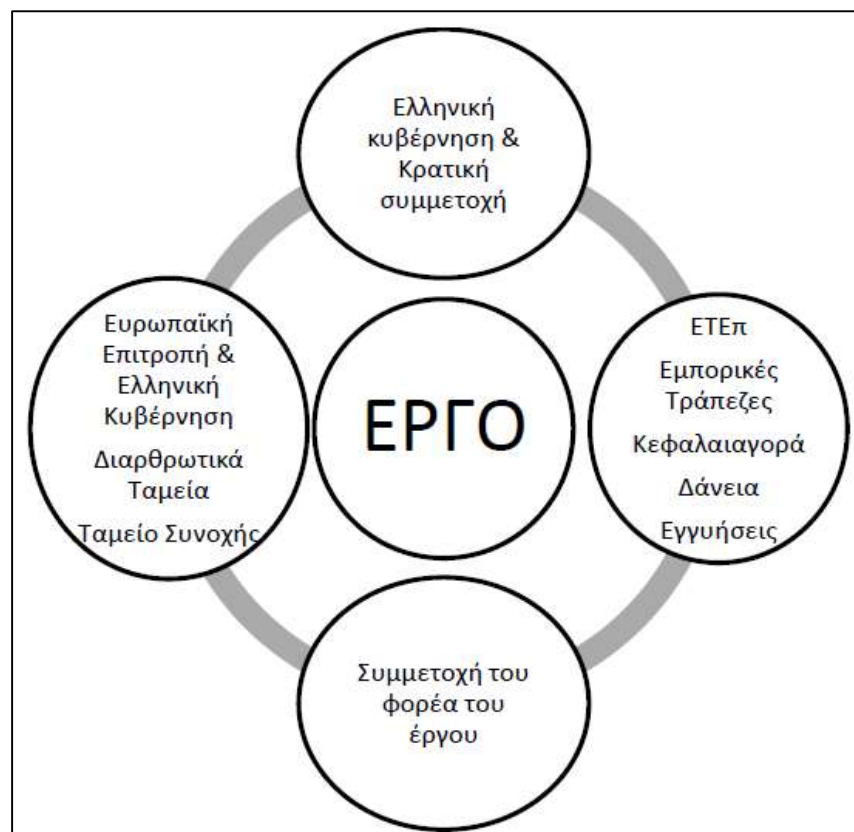 Ελληνική
κυβέρνηση &
Κρατική
συμμετοχή
Ευρωπαϊκή
Επιτροπή &
Ελληνική
Κυβέρνηση
Διαρθρωτικά
Ταμεία
Ταμείο Συνοχής
ΕΡΓΟ
ΕΤΕπ
Εμπορικές
Τράπεζες
Κεφαλαιαγορά
Δάνεια
Εγγυήσεις
Συμμετοχή του
φορέα του
έργου